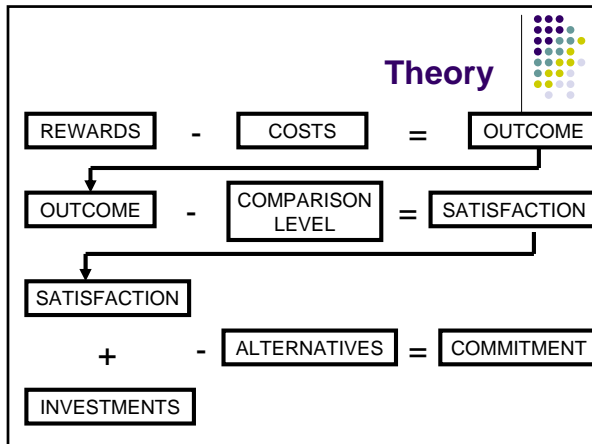 Theory
REWARDS - COSTS = OUTCOME
OUTCOME - COMPARISON LEVEL = SATISFACTION
SATISFACTION
+ - ALTERNATIVES = COMMITMENT
INVESTMENTS